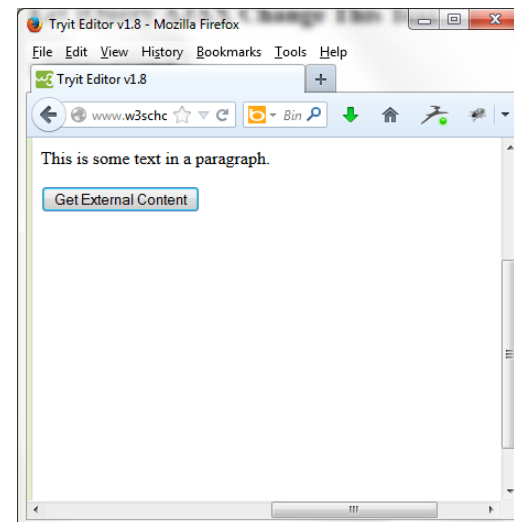 Tryit Editor v1.8 - Mozilla Firefox
File Edit View History Bookmarks Tools Help
Tryit Editor v1.8
www.w3schc Bin
This is some text in a paragraph.
Get External Content